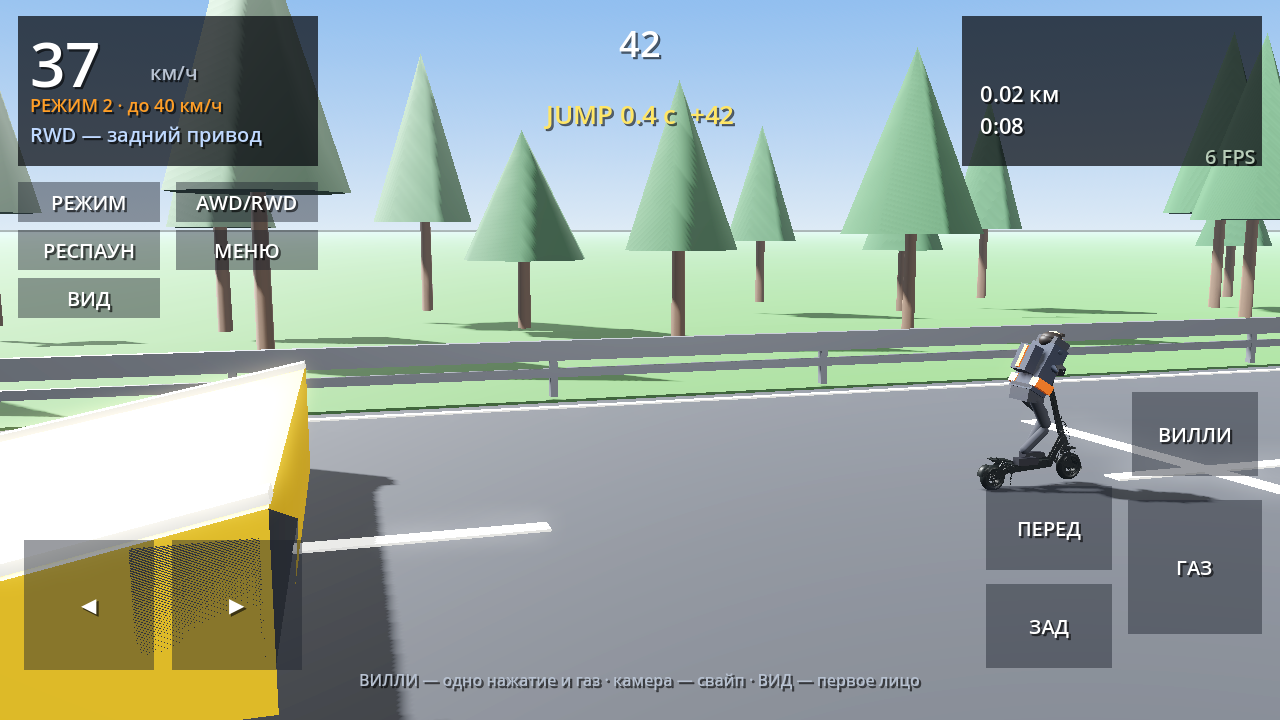 37 км/ч
РЕЖИМ 2 · до 40 км/ч
RWD — задний привод
РЕЖИМ
AWD/RWD
РЕСПАУН
МЕНЮ
ВИД
42
JUMP 0.4 с +42
0.02 км
0:08
6 FPS
ВИЛЛИ
ПЕРЕД
ГАЗ
ЗАД
◄
►
ВИЛЛИ — одно нажатие и газ · камера — свайп · ВИД — первое лицо